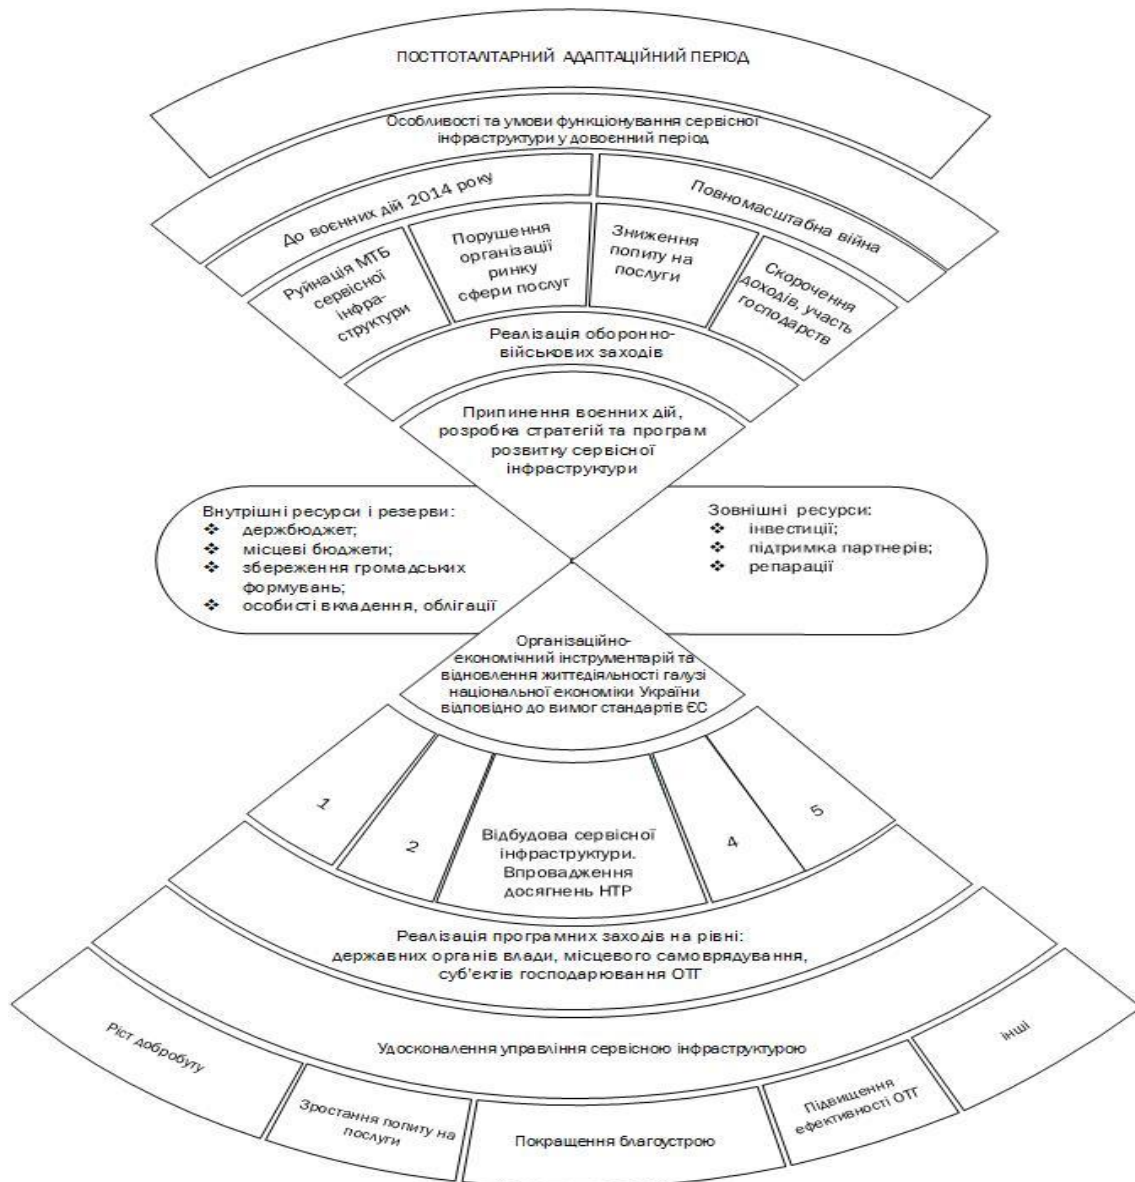 ПОСТТОТАЛІТАРНИЙ АДАПТАЦІЙНИЙ ПЕРІОД
Особливості та умови функціонування сервісної
інфраструктури у довоєнний період
До воєнних дій 2014 року
Повномасштабна війна
Руйнація МТБ
сервісної
інфра-
структури
Порушення
організації
ринку
сфери послуг
Зниження
попиту на
послуги
Скорочення
доходів, участь
господарств
Реалізація оборонно-
військових заходів
Припинення воєнних дій,
розробка стратегій та програм
розвитку сервісної
інфраструктури
Внутрішні ресурси і резерви:
❖ держбюджет;
❖ місцеві бюджети;
❖ збереження громадських
формувань;
❖ особисті вкладення, облігації
Зовнішні ресурси:
❖ інвестиції;
❖ підтримка партнерів;
❖ репарації
Організаційно-
економічний інструментарій та
відновлення життєдіяльності галузі
національної економіки України
відповідно до вимог стандартів ЄС
1
2
Відбудова сервісної
інфраструктури.
Впровадження
досягнень НТР
4
5
Реалізація програмних заходів на рівні:
державних органів влади, місцевого самоврядування,
суб'єктів господарювання ОТГ
Удосконалення управління сервісною інфраструктурою
Ріст добробуту
Зростання попиту на
послуги
Покращення благоустрою
Підвищення
ефективності ОТГ
інші